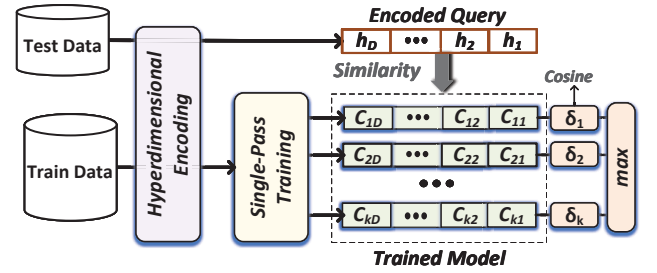 Test Data
Train Data
Hyperdimensional
Encoding
Single-Pass
Training
Encoded Query
h_D ••• h_2 h_1
Similarity
Cosine
C_1D ••• C_12 C_11 δ_1
C_2D ••• C_22 C_21 δ_2
•••
C_kD ••• C_k2 C_k1 δ_k
max
Trained Model